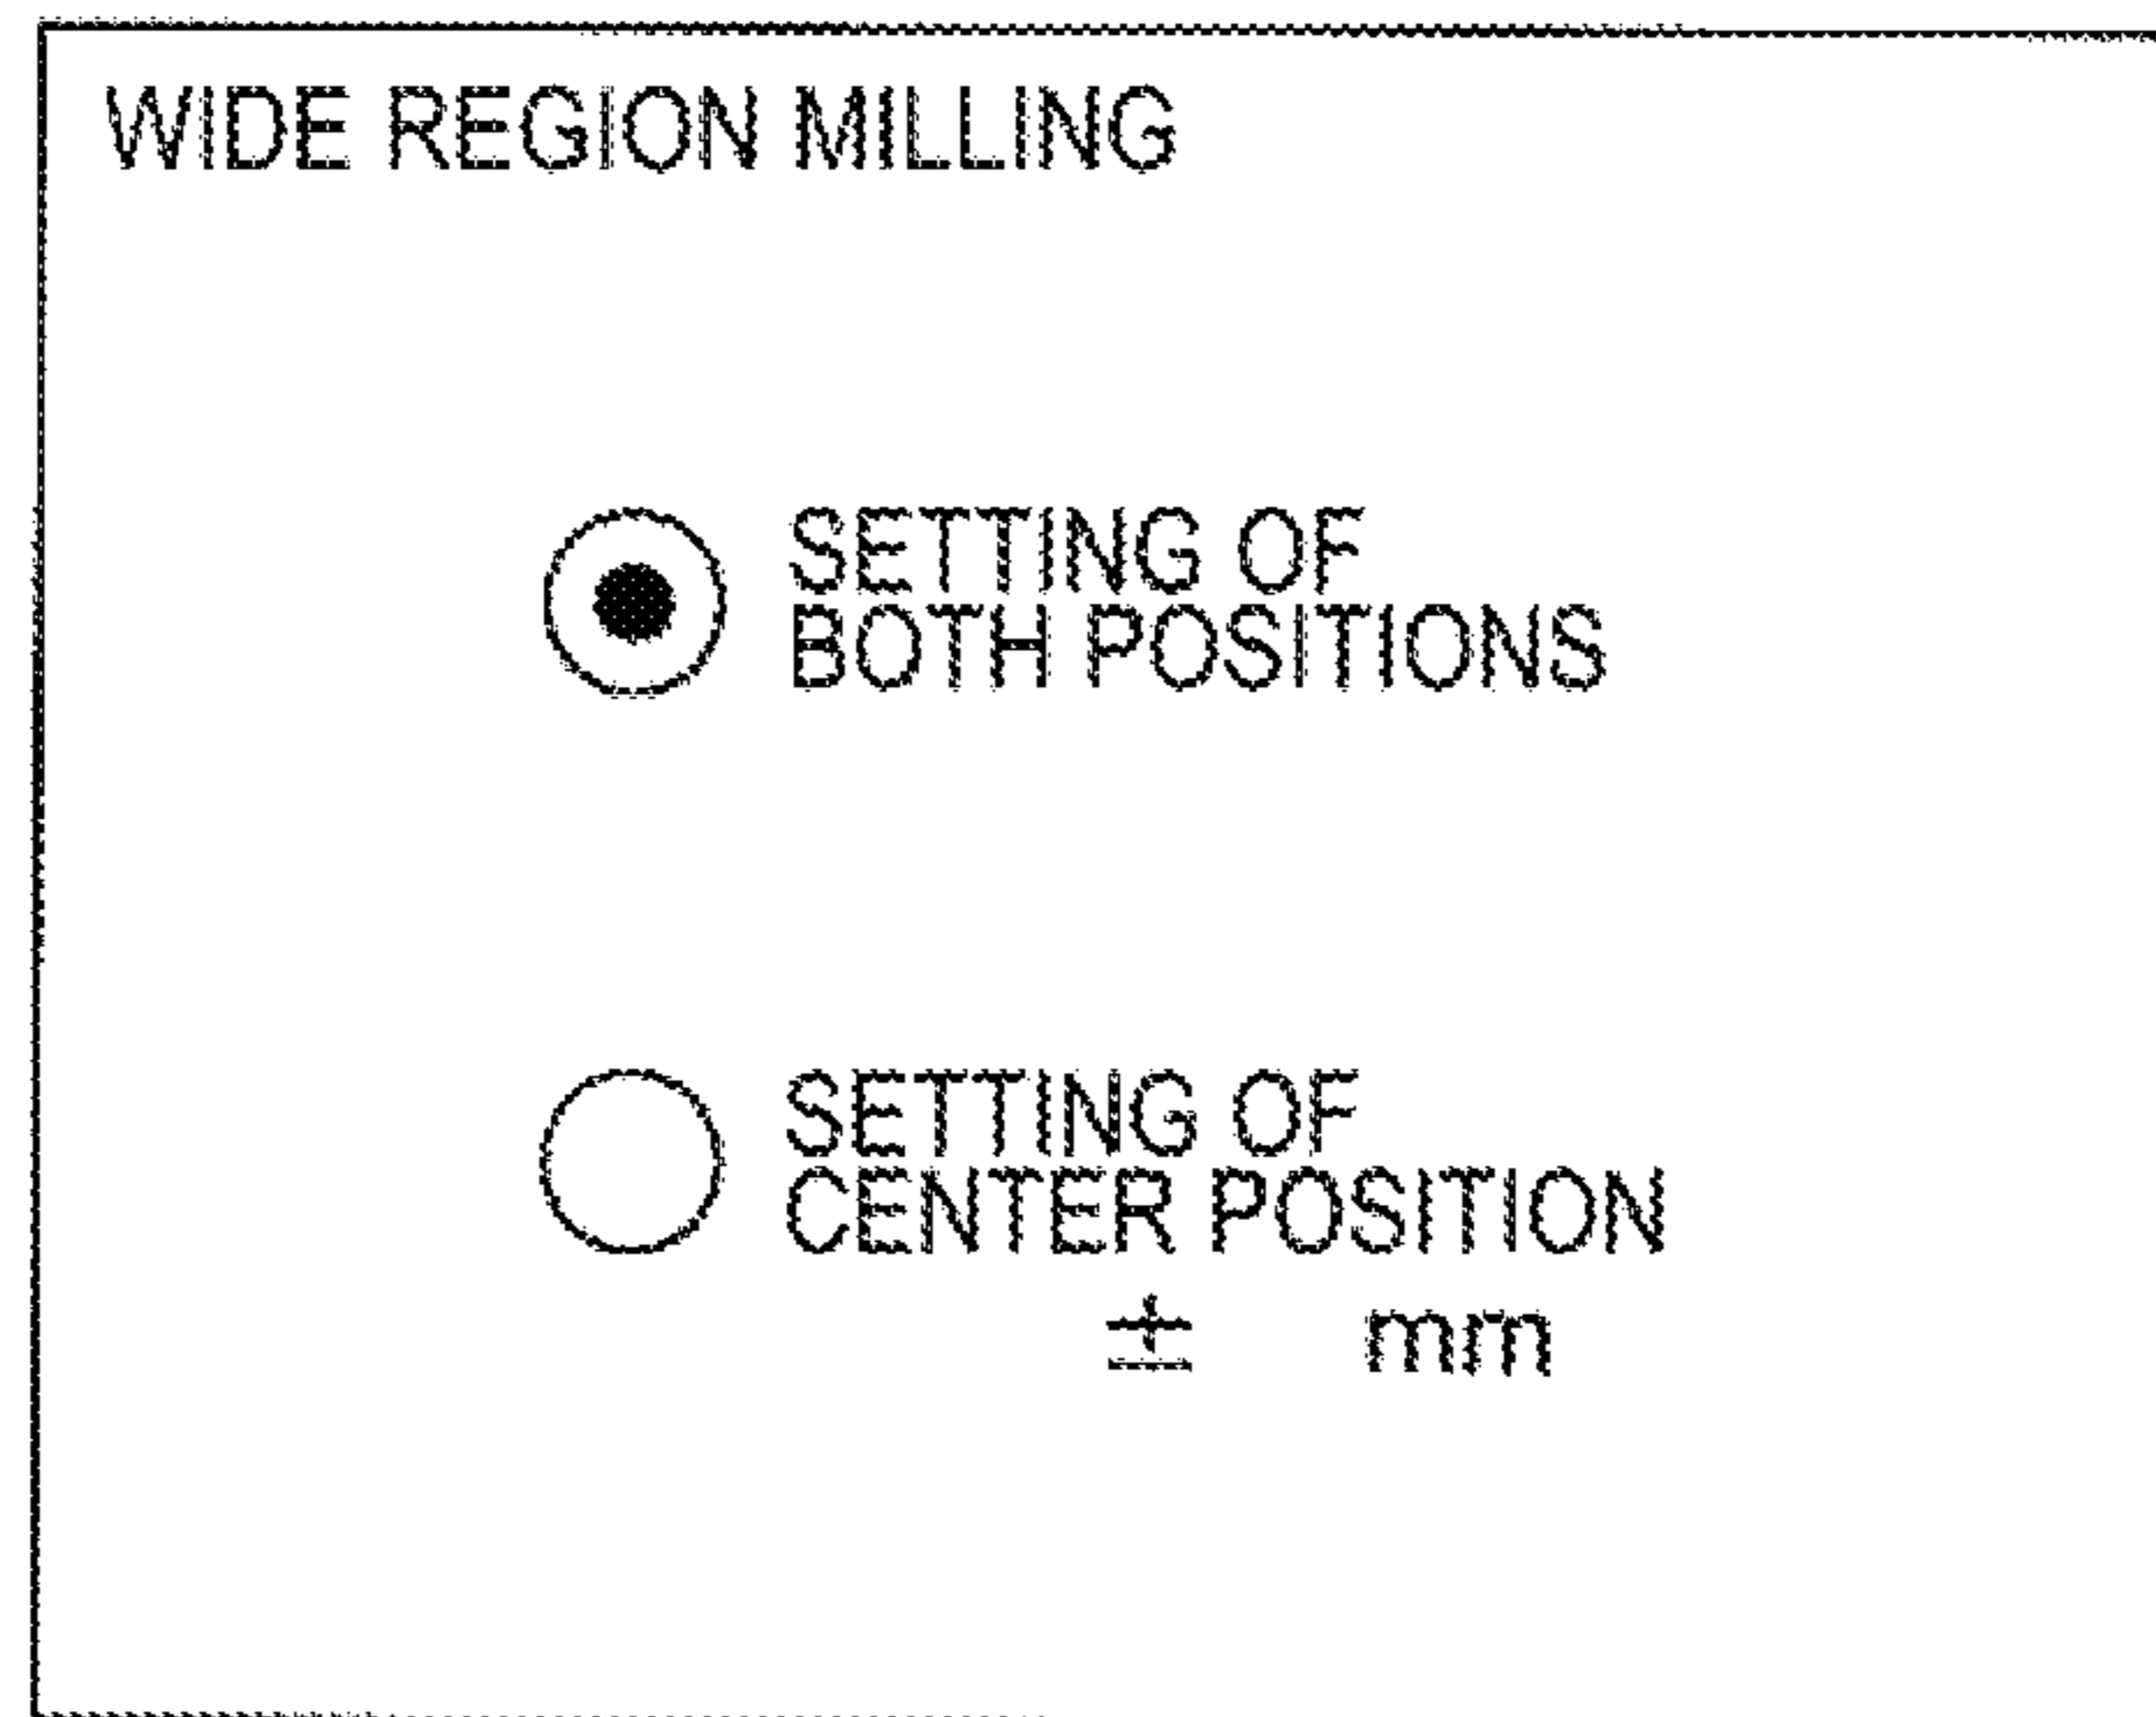 WIDE REGION MILLING
SETTING OF
BOTH POSITIONS
SETTING OF
CENTER POSITION
± mm